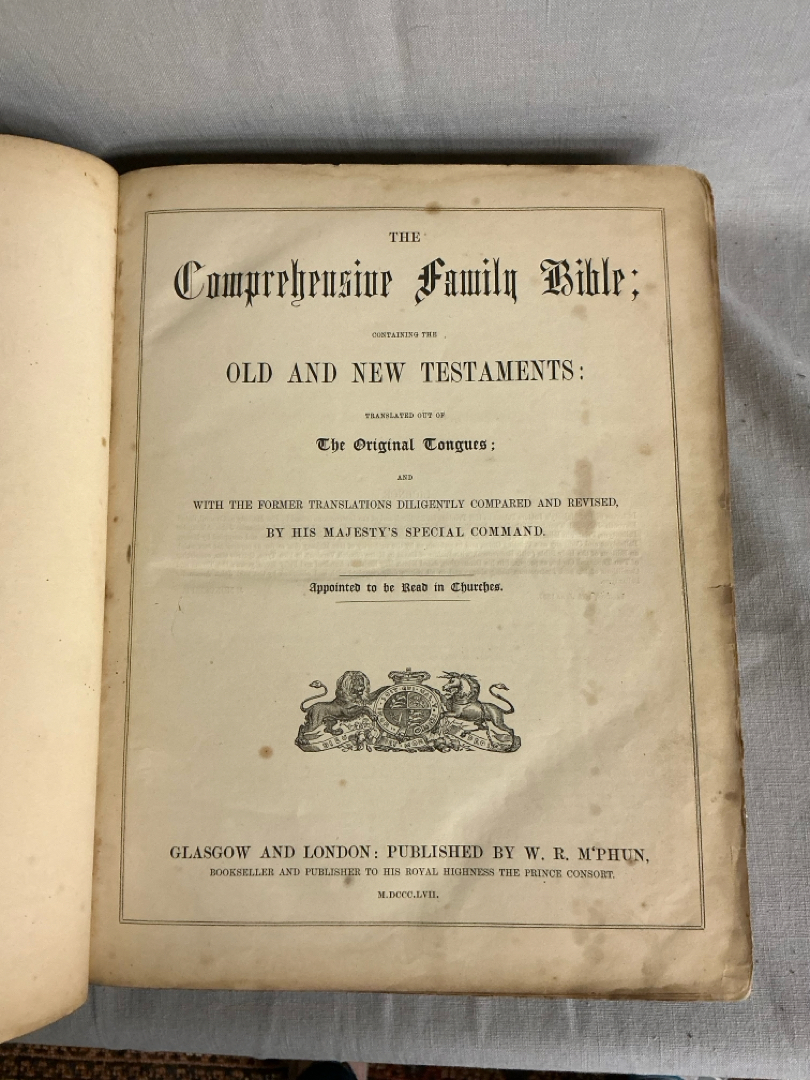 THE
Comprehensive Family Bible;
CONTAINING THE
OLD AND NEW TESTAMENTS:
TRANSLATED OUT OF
The Original Tongues;
AND
WITH THE FORMER TRANSLATIONS DILIGENTLY COMPARED AND REVISED,
BY HIS MAJESTY'S SPECIAL COMMAND.
Appointed to be Read in Churches.
GLASGOW AND LONDON: PUBLISHED BY W. R. M‘PHUN,
BOOKSELLER AND PUBLISHER TO HIS ROYAL HIGHNESS THE PRINCE CONSORT.
M.DCCC.LVII.